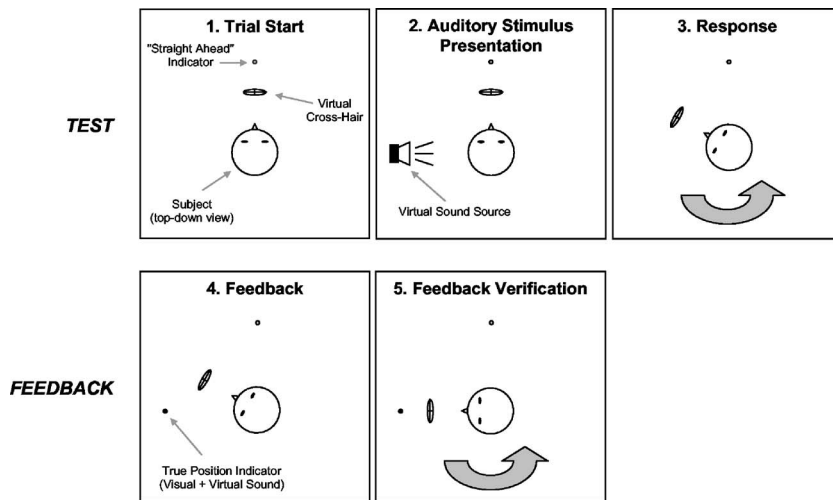 1. Trial Start
"Straight Ahead"
Indicator
Virtual
Cross-Hair
Subject
(top-down view)
2. Auditory Stimulus
Presentation
Virtual Sound Source
3. Response
TEST
4. Feedback
True Position Indicator
(Visual + Virtual Sound)
5. Feedback Verification
FEEDBACK